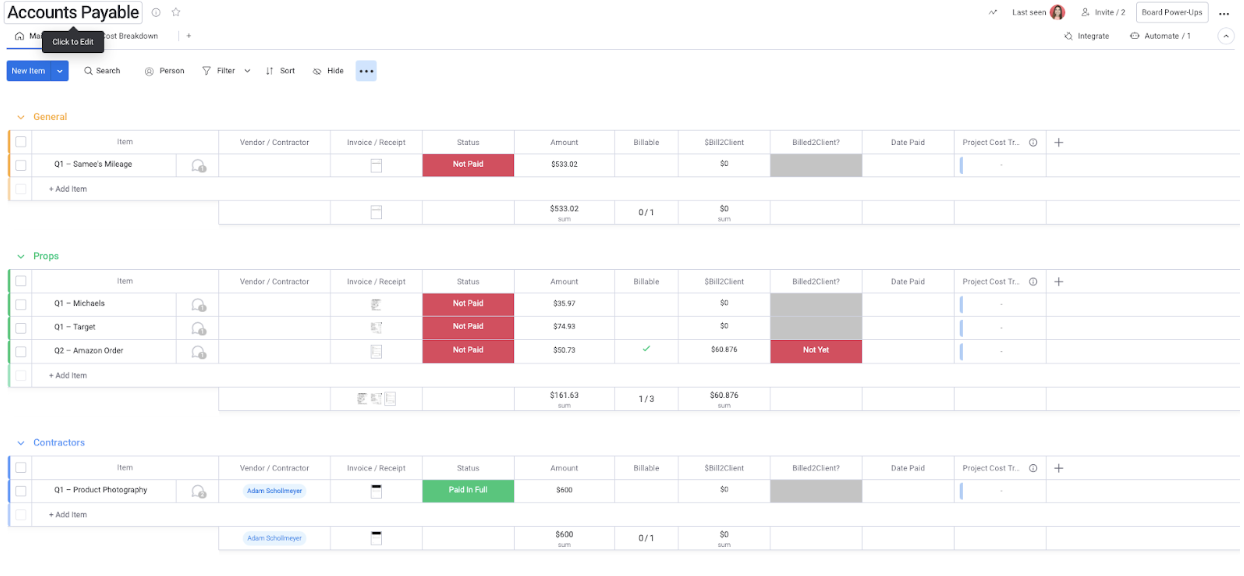 Accounts Payable
Last seen
Invite / 2
Board Power-Ups
Click to Edit
Cost Breakdown
+
Integrate
Automate / 1
New Item
Search
Person
Filter
Sort
Hide
General
Item Vendor / Contractor Invoice / Receipt Status Amount Billable $Bill2Client Billed2Client? Date Paid Project Cost Tr... +
Q1 – Samee's Mileage Not Paid $533.02 $0 -
+ Add Item
$533.02 0 / 1 $0
sum sum
Props
Item Vendor / Contractor Invoice / Receipt Status Amount Billable $Bill2Client Billed2Client? Date Paid Project Cost Tr... +
Q1 – Michaels Not Paid $35.97 $0 -
Q1 – Target Not Paid $74.93 $0 -
Q2 – Amazon Order Not Paid $50.73 $60.876 Not Yet -
+ Add Item
$161.63 1 / 3 $60.876
sum sum
Contractors
Item Vendor / Contractor Invoice / Receipt Status Amount Billable $Bill2Client Billed2Client? Date Paid Project Cost Tr... +
Q1 – Product Photography Adam Schollmeyer Paid In Full $600 $0 -
+ Add Item
Adam Schollmeyer $600 0 / 1 $0
sum sum